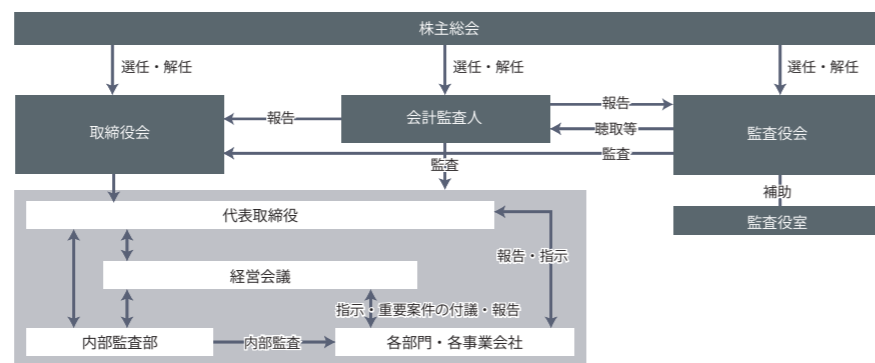 株主総会
選任・解任
選任・解任
選任・解任
取締役会
報告
会計監査人
報告
聴取等
監査
監査役会
監査
補助
監査役室
代表取締役
報告・指示
経営会議
指示・重要案件の付議・報告
内部監査部
内部監査
各部門・各事業会社